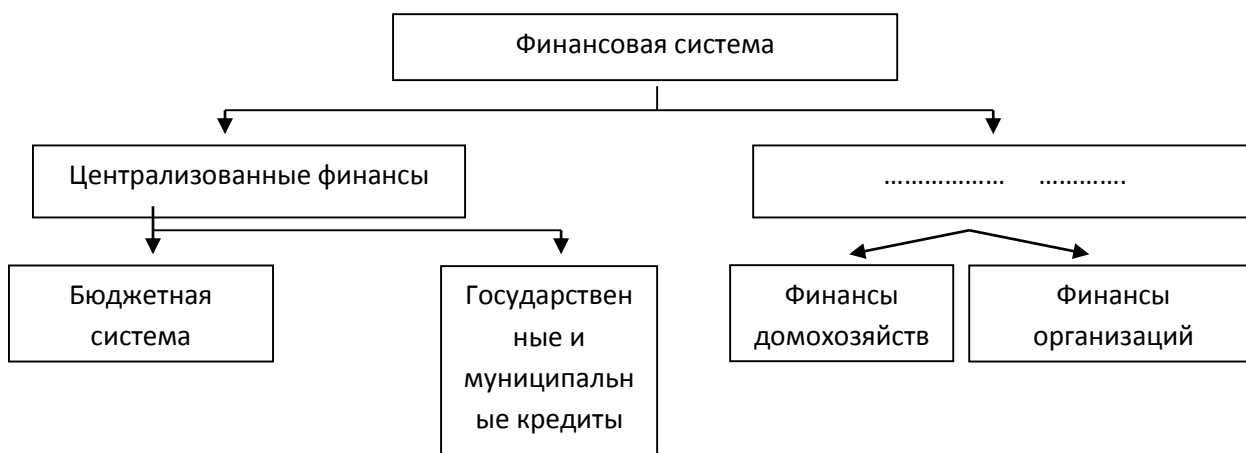 Финансовая система
Централизованные финансы
……………… ………….
Бюджетная
система
Государствен
ные и
муниципальн
ые кредиты
Финансы
домохозяйств
Финансы
организаций